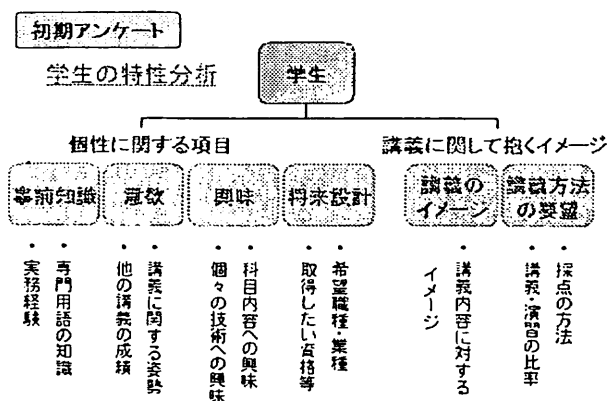 初期アンケート
学生の特性分析
学生
個性に関する項目
講義に関して抱くイメージ
事前知識
意欲
興味
将来設計
講義の
イメージ
講義方法
の要望
・専門用語の知識
・実務経験
・講義に関する姿勢
・他の講義の成績
・科目内容への興味
・個々の技術への興味
・希望職種・業種
・取得したい資格等
・講義内容に対する
イメージ
・採点の方法
・講義・演習の比率